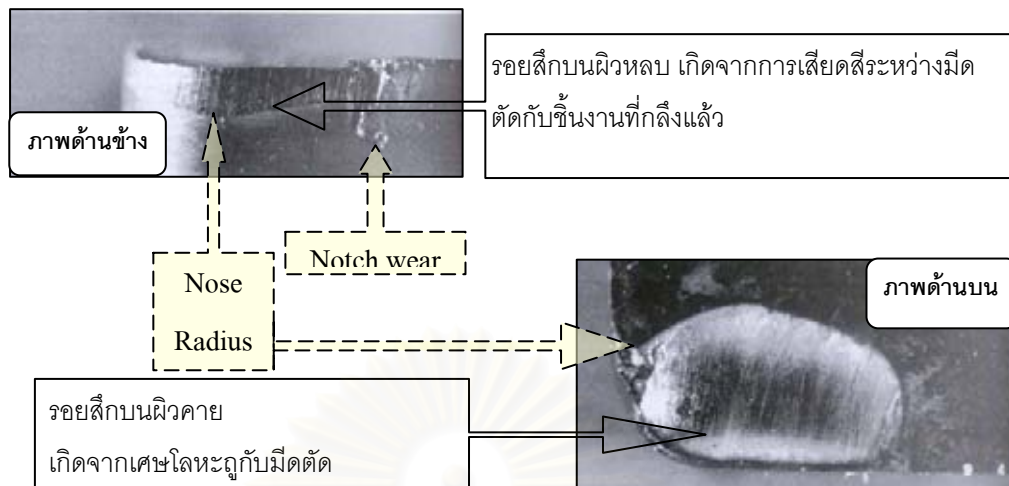 รอยสึกบนผิวหลบ เกิดจากการเสียดสีระหว่างมีด
ตัดกับชิ้นงานที่กลึงแล้ว
ภาพด้านข้าง
Notch wear
Nose
Radius
ภาพด้านบน
รอยสึกบนผิวคาย
เกิดจากเศษโลหะถูกับมีดตัด